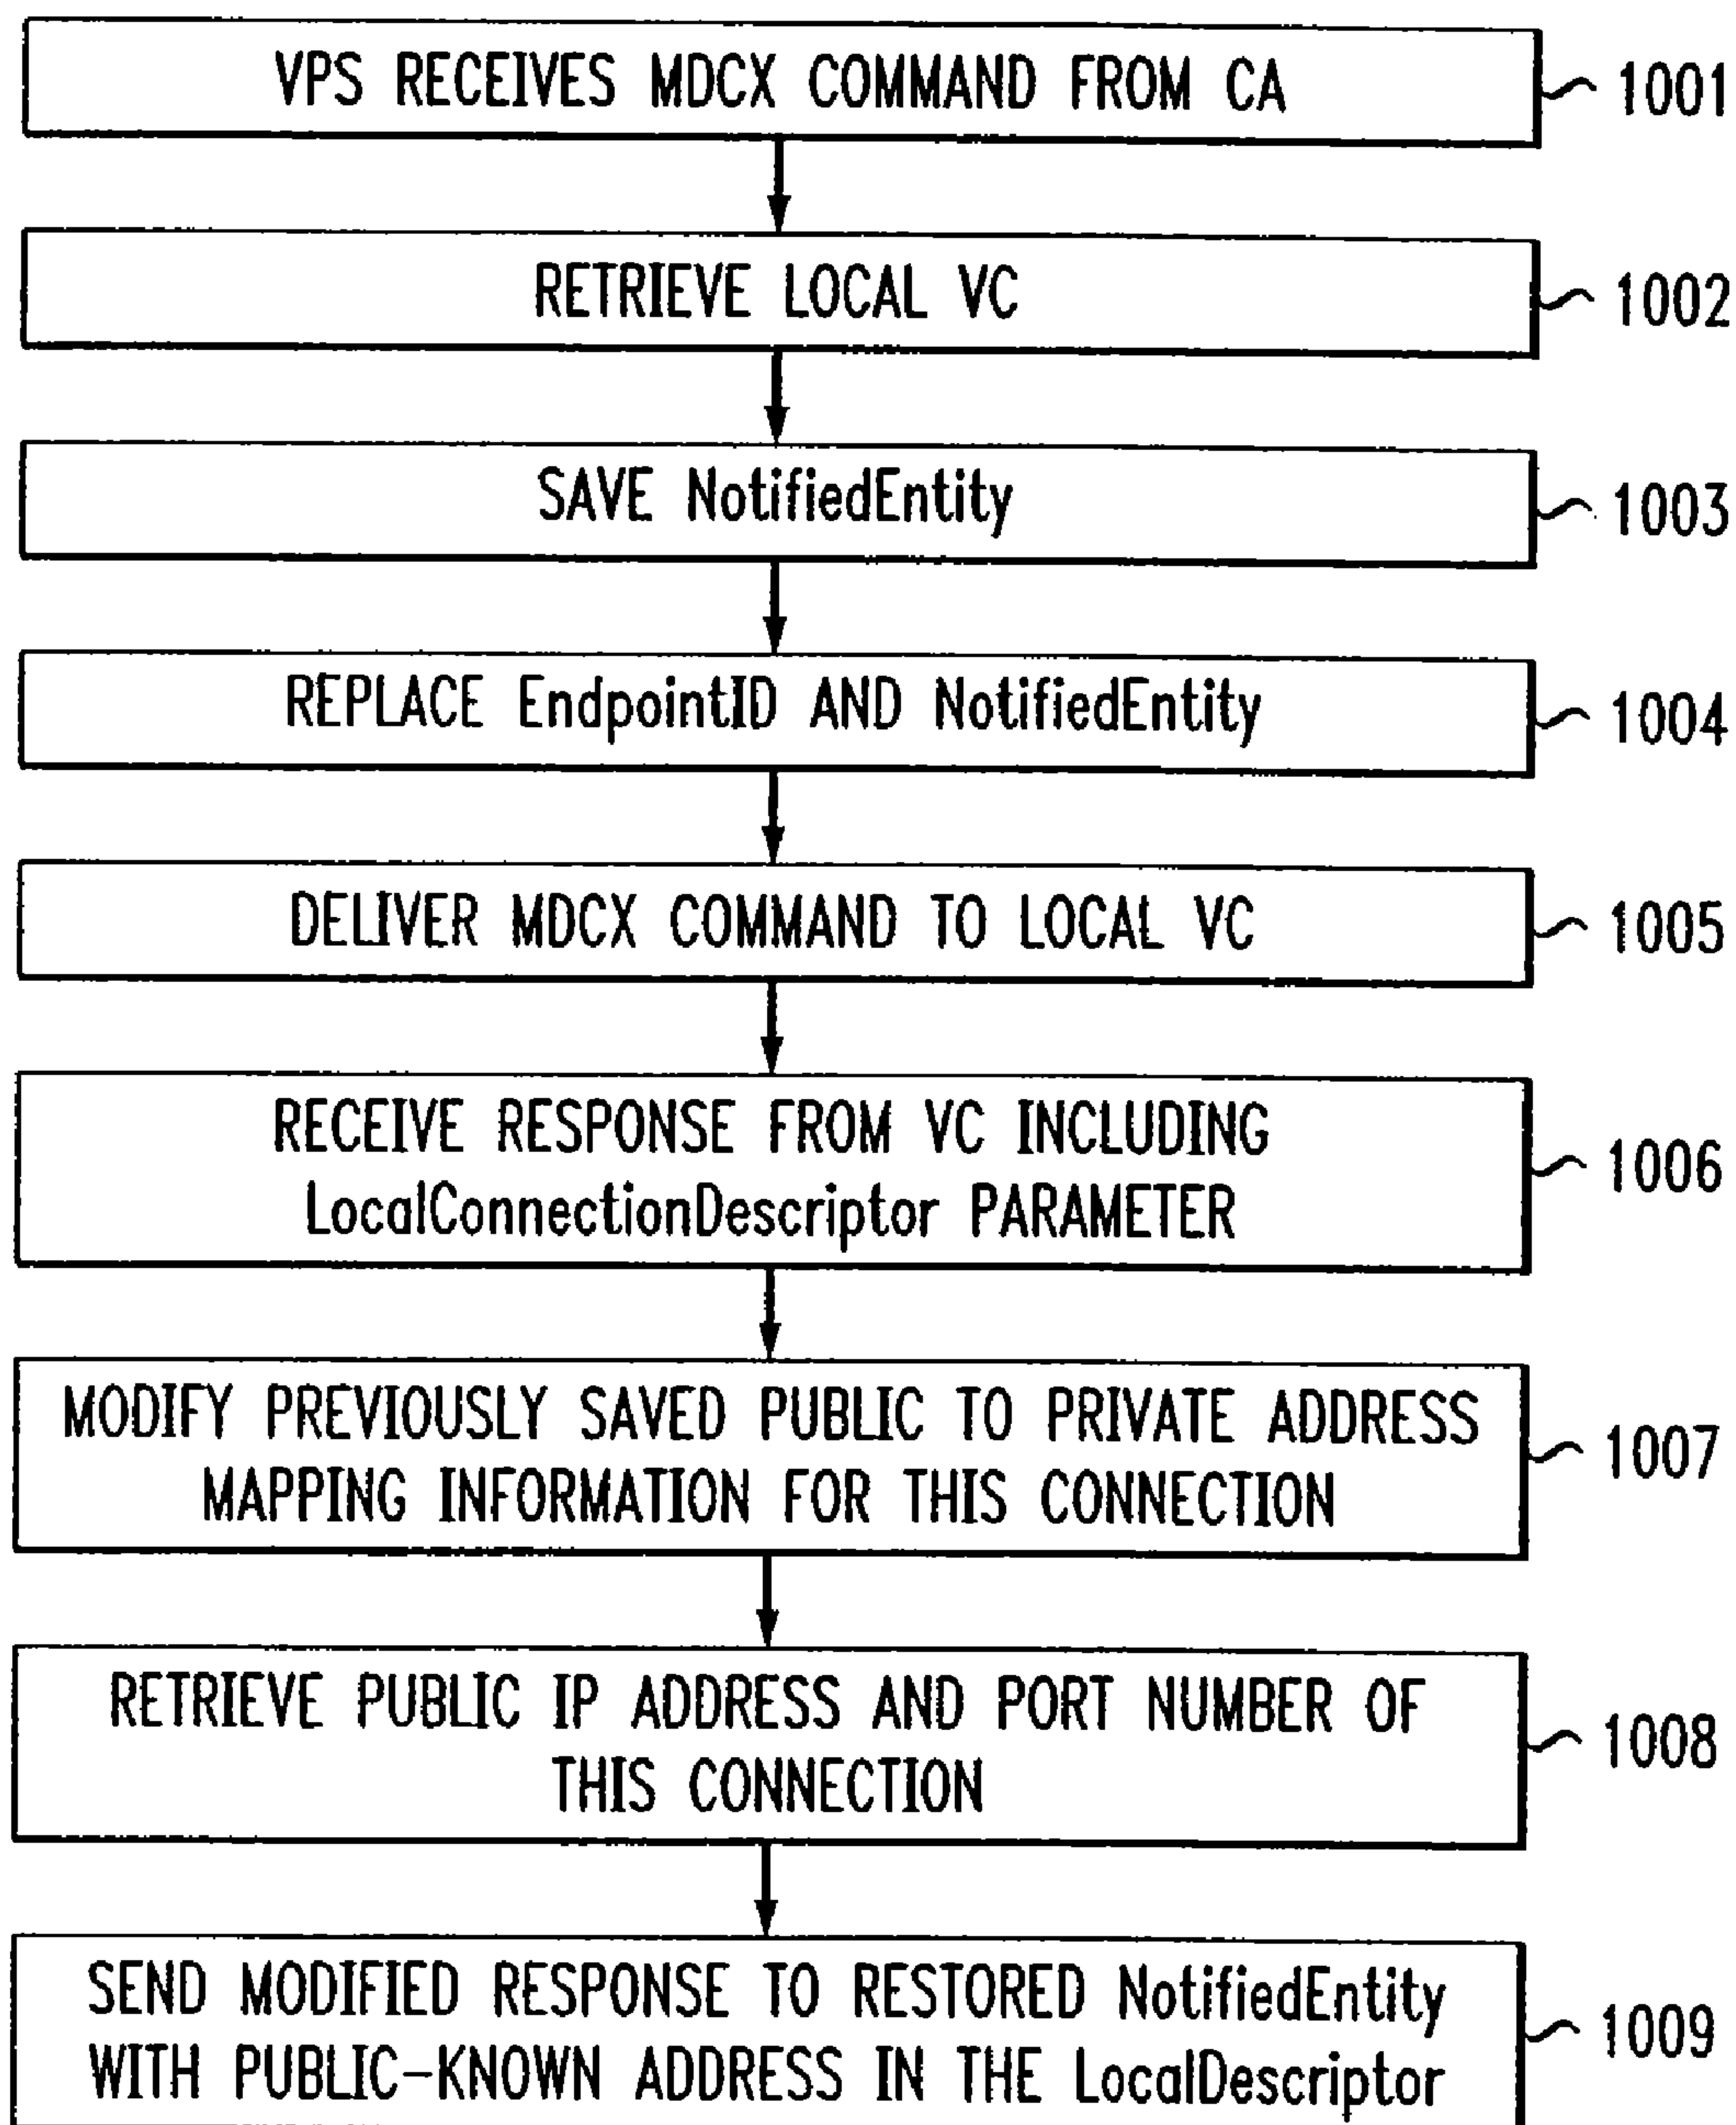 VPS RECEIVES MDCX COMMAND FROM CA
1001
RETRIEVE LOCAL VC
1002
SAVE NotifiedEntity
1003
REPLACE EndpointID AND NotifiedEntity
1004
DELIVER MDCX COMMAND TO LOCAL VC
1005
RECEIVE RESPONSE FROM VC INCLUDING
LocalConnectionDescriptor PARAMETER
1006
MODIFY PREVIOUSLY SAVED PUBLIC TO PRIVATE ADDRESS
MAPPING INFORMATION FOR THIS CONNECTION
1007
RETRIEVE PUBLIC IP ADDRESS AND PORT NUMBER OF
THIS CONNECTION
1008
SEND MODIFIED RESPONSE TO RESTORED NotifiedEntity
WITH PUBLIC-KNOWN ADDRESS IN THE LocalDescriptor
1009